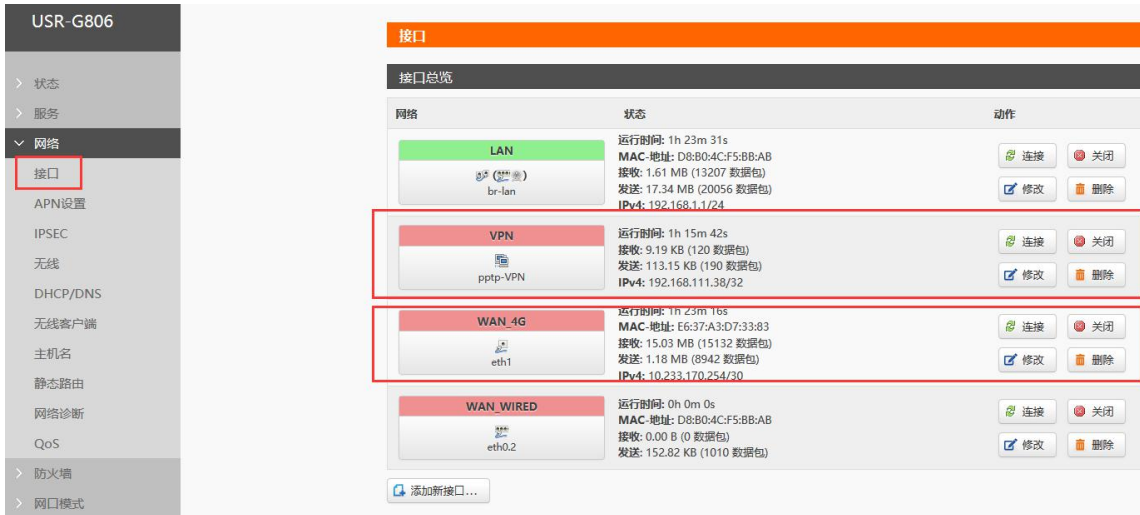 USR-G806
状态
服务
网络
接口
APN设置
IPSEC
无线
DHCP/DNS
无线客户端
主机名
静态路由
网络诊断
QoS
防火墙
网口模式
接口
接口总览
网络 状态 动作
LAN
(
)
br-lan
运行时间: 1h 23m 31s
MAC-地址: D8:B0:4C:F5:BB:AB
接收: 1.61 MB (13207 数据包)
发送: 17.34 MB (20056 数据包)
IPv4: 192.168.1.1/24
连接 关闭
修改 删除
VPN
pptp-VPN
运行时间: 1h 15m 42s
接收: 9.19 KB (120 数据包)
发送: 113.15 KB (190 数据包)
IPv4: 192.168.111.38/32
连接 关闭
修改 删除
WAN_4G
eth1
运行时间: 1h 23m 16s
MAC-地址: E6:37:A3:D7:33:83
接收: 15.03 MB (15132 数据包)
发送: 1.18 MB (8942 数据包)
IPv4: 10.233.170.254/30
连接 关闭
修改 删除
WAN_WIRED
eth0.2
运行时间: 0h 0m 0s
MAC-地址: D8:B0:4C:F5:BB:AB
接收: 0.00 B (0 数据包)
发送: 152.82 KB (1010 数据包)
连接 关闭
修改 删除
添加新接口...